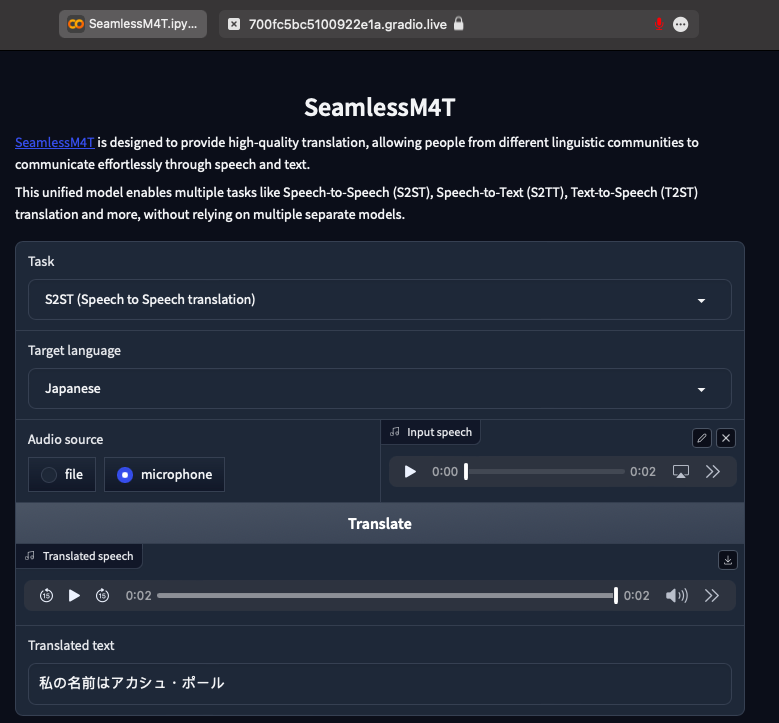 SeamlessM4T.ipy...
700fc5bc5100922e1a.gradio.live
SeamlessM4T
SeamlessM4T is designed to provide high-quality translation, allowing people from different linguistic communities to
communicate effortlessly through speech and text.
This unified model enables multiple tasks like Speech-to-Speech (S2ST), Speech-to-Text (S2TT), Text-to-Speech (T2ST)
translation and more, without relying on multiple separate models.
Task
S2ST (Speech to Speech translation)
Target language
Japanese
Audio source
file
microphone
Input speech
0:00
0:02
Translate
Translated speech
15
15
0:02
0:02
Translated text
私の名前はアカシュ・ポール